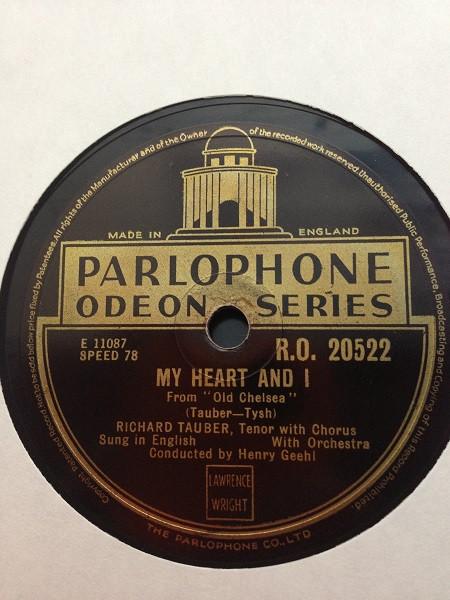 Patentees. All rights of the Manufacturer and of the Owner of the recorded work reserved. Unauthorised Public Performance, Broadcasting and Copying of this Record Prohibited.
MADE IN ENGLAND
PARLOPHONE
ODEON SERIES
E 11087
SPEED 78
R.O. 20522
MY HEART AND I
From "Old Chelsea"
(Tauber—Tysh)
RICHARD TAUBER, Tenor with Chorus
Sung in English With Orchestra
Conducted by Henry Geehl
LAWRENCE
WRIGHT
Copyright. Patented Record not to be sold below price fixed by
THE PARLOPHONE CO., LTD